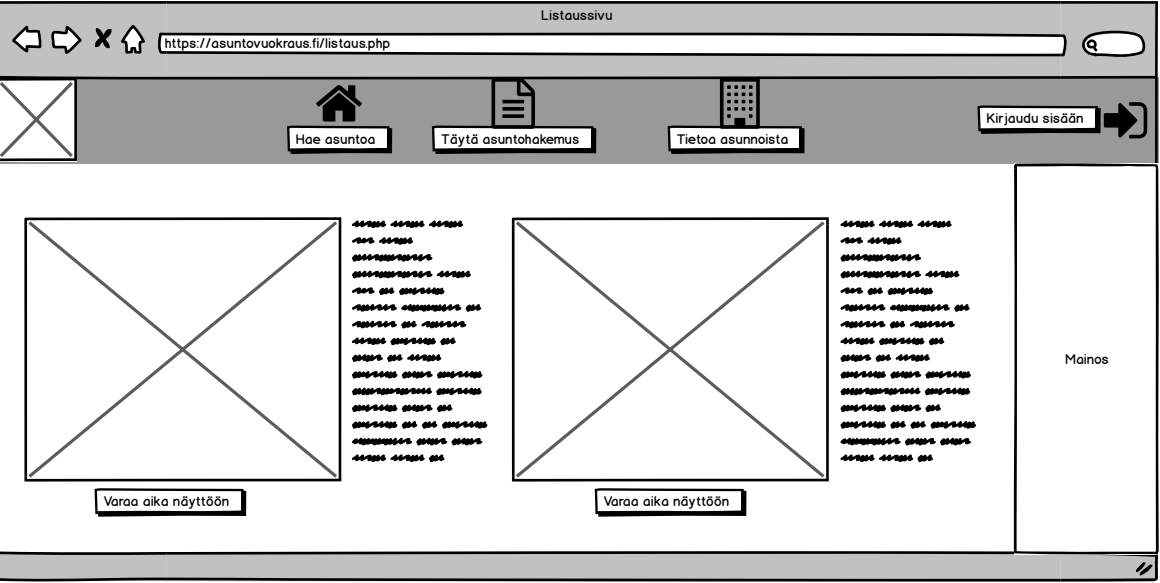 Listaussivu
https://asuntovuokraus.fi/listaus.php
Hae asuntoa
Täytä asuntohakemus
Tietoa asunnoista
Kirjaudu sisään
Mainos
Varaa aika näyttöön
Varaa aika näyttöön